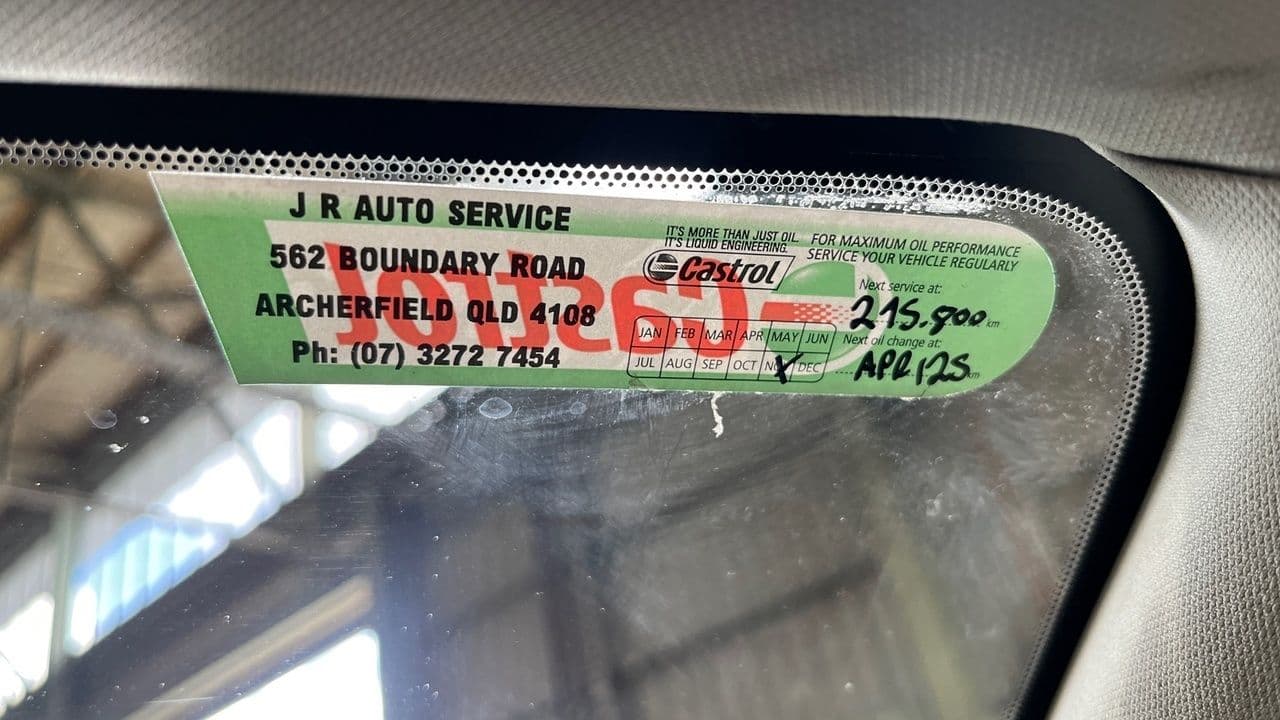 J R AUTO SERVICE
562 BOUNDARY ROAD
ARCHERFIELD QLD 4108
Ph: (07) 3272 7454
IT'S MORE THAN JUST OIL.
IT'S LIQUID ENGINEERING.
Castrol
JAN FEB MAR APR MAY JUN
JUL AUG SEP OCT NOV DEC
FOR MAXIMUM OIL PERFORMANCE
SERVICE YOUR VEHICLE REGULARLY
Next service at:
215.800 km
Next oil change at:
APR 125 km
Castrol